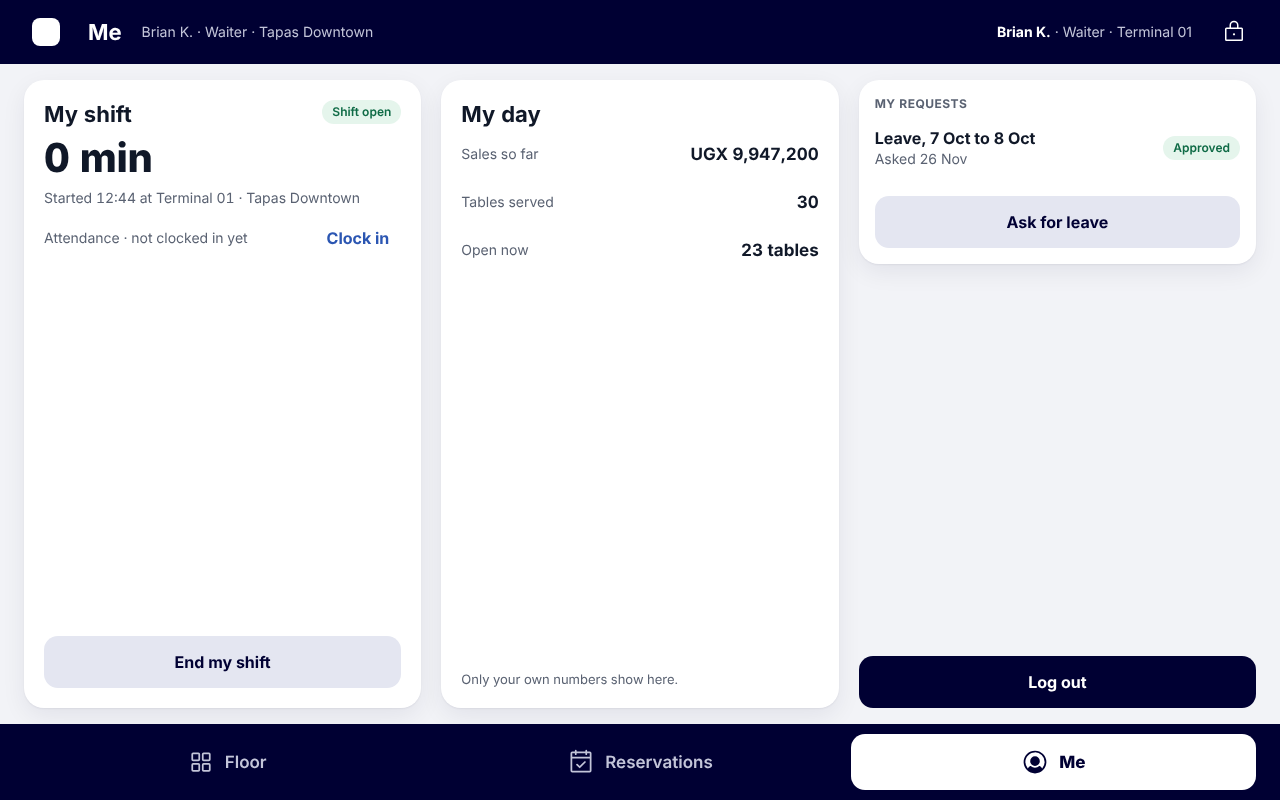 Me
Brian K. · Waiter · Tapas Downtown
Brian K. · Waiter · Terminal 01
My shift
Shift open
0 min
Started 12:44 at Terminal 01 · Tapas Downtown
Attendance · not clocked in yet
Clock in
End my shift
My day
Sales so far
UGX 9,947,200
Tables served
30
Open now
23 tables
Only your own numbers show here.
MY REQUESTS
Leave, 7 Oct to 8 Oct
Asked 26 Nov
Approved
Ask for leave
Log out
Floor
Reservations
Me